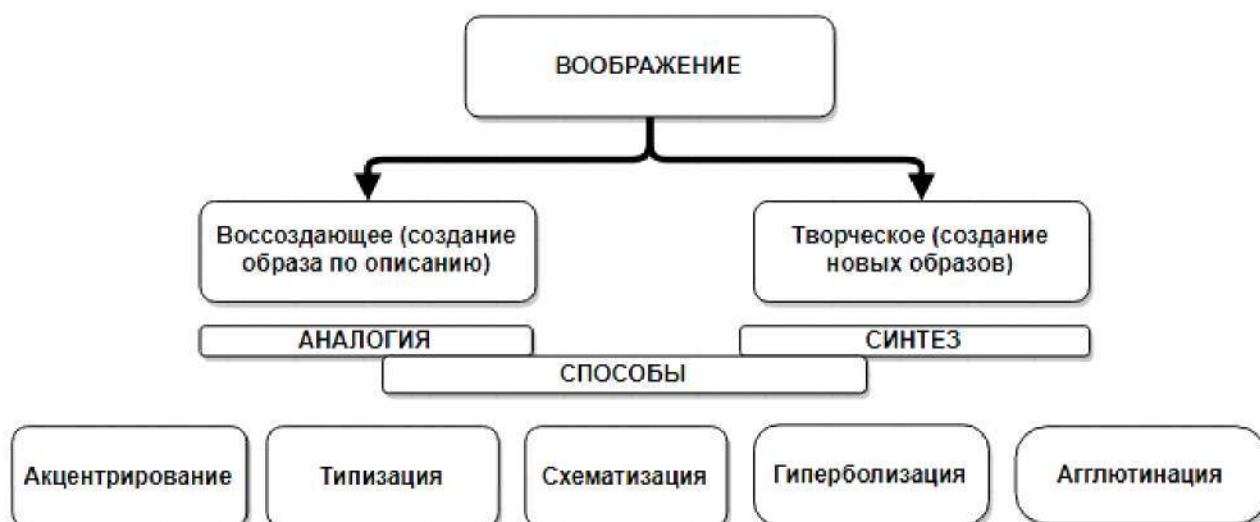 ВООБРАЖЕНИЕ
Воссоздающее (создание
образа по описанию)
Творческое (создание
новых образов)
АНАЛОГИЯ
СИНТЕЗ
СПОСОБЫ
Акцентрирование
Типизация
Схематизация
Гиперболизация
Агглютинация